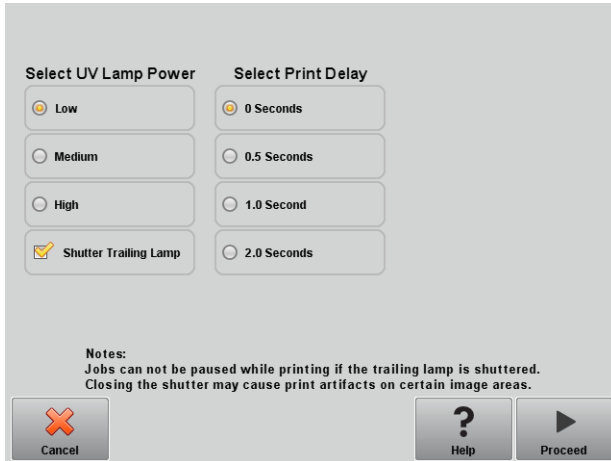 Select UV Lamp Power
Select Print Delay
Low
0 Seconds
Medium
0.5 Seconds
High
1.0 Second
Shutter Trailing Lamp
2.0 Seconds
Notes:
Jobs can not be paused while printing if the trailing lamp is shuttered.
Closing the shutter may cause print artifacts on certain image areas.
Cancel
?
Help
Proceed